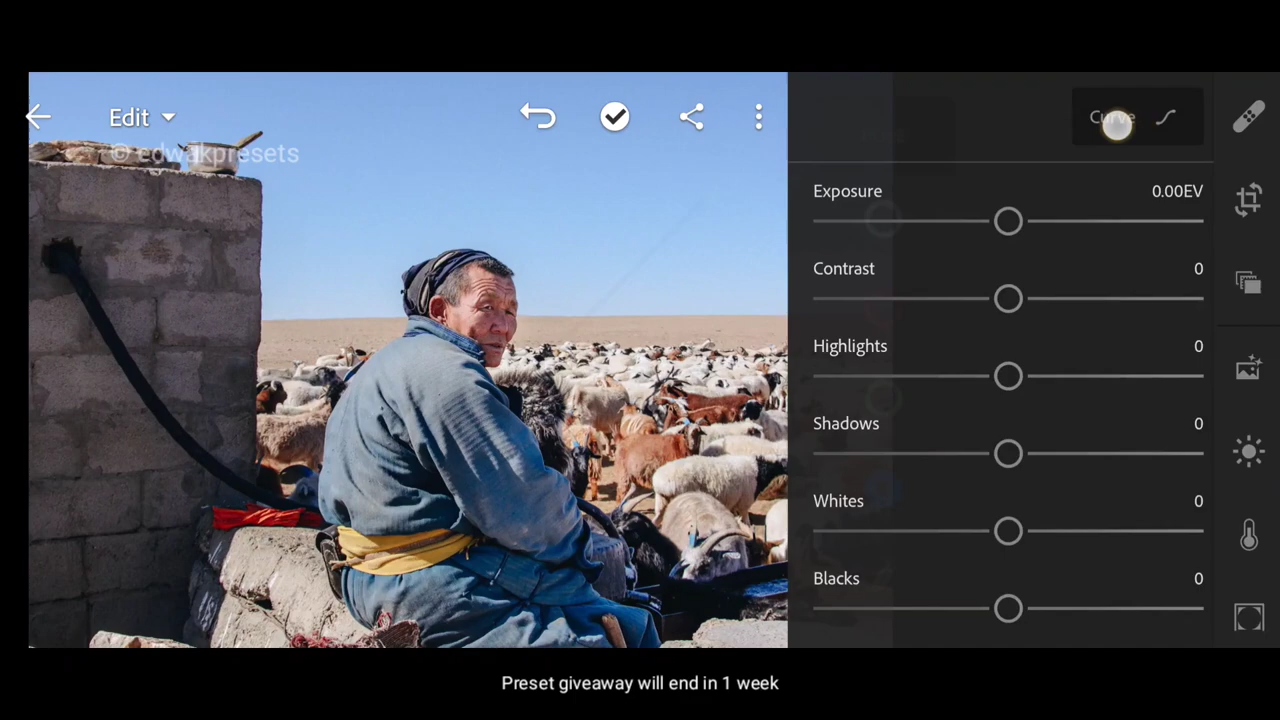 Edit
© edwakpresets
Curve
Exposure 0.00EV
Contrast 0
Highlights 0
Shadows 0
Whites 0
Blacks 0
Preset giveaway will end in 1 week